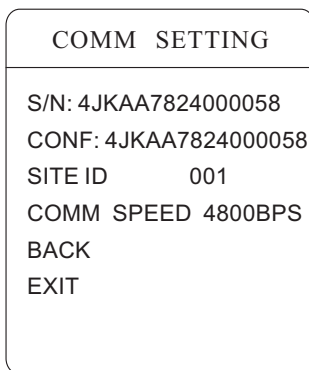 COMM SETTING
S/N: 4JKAA7824000058
CONF: 4JKAA7824000058
SITE ID 001
COMM SPEED 4800BPS
BACK
EXIT